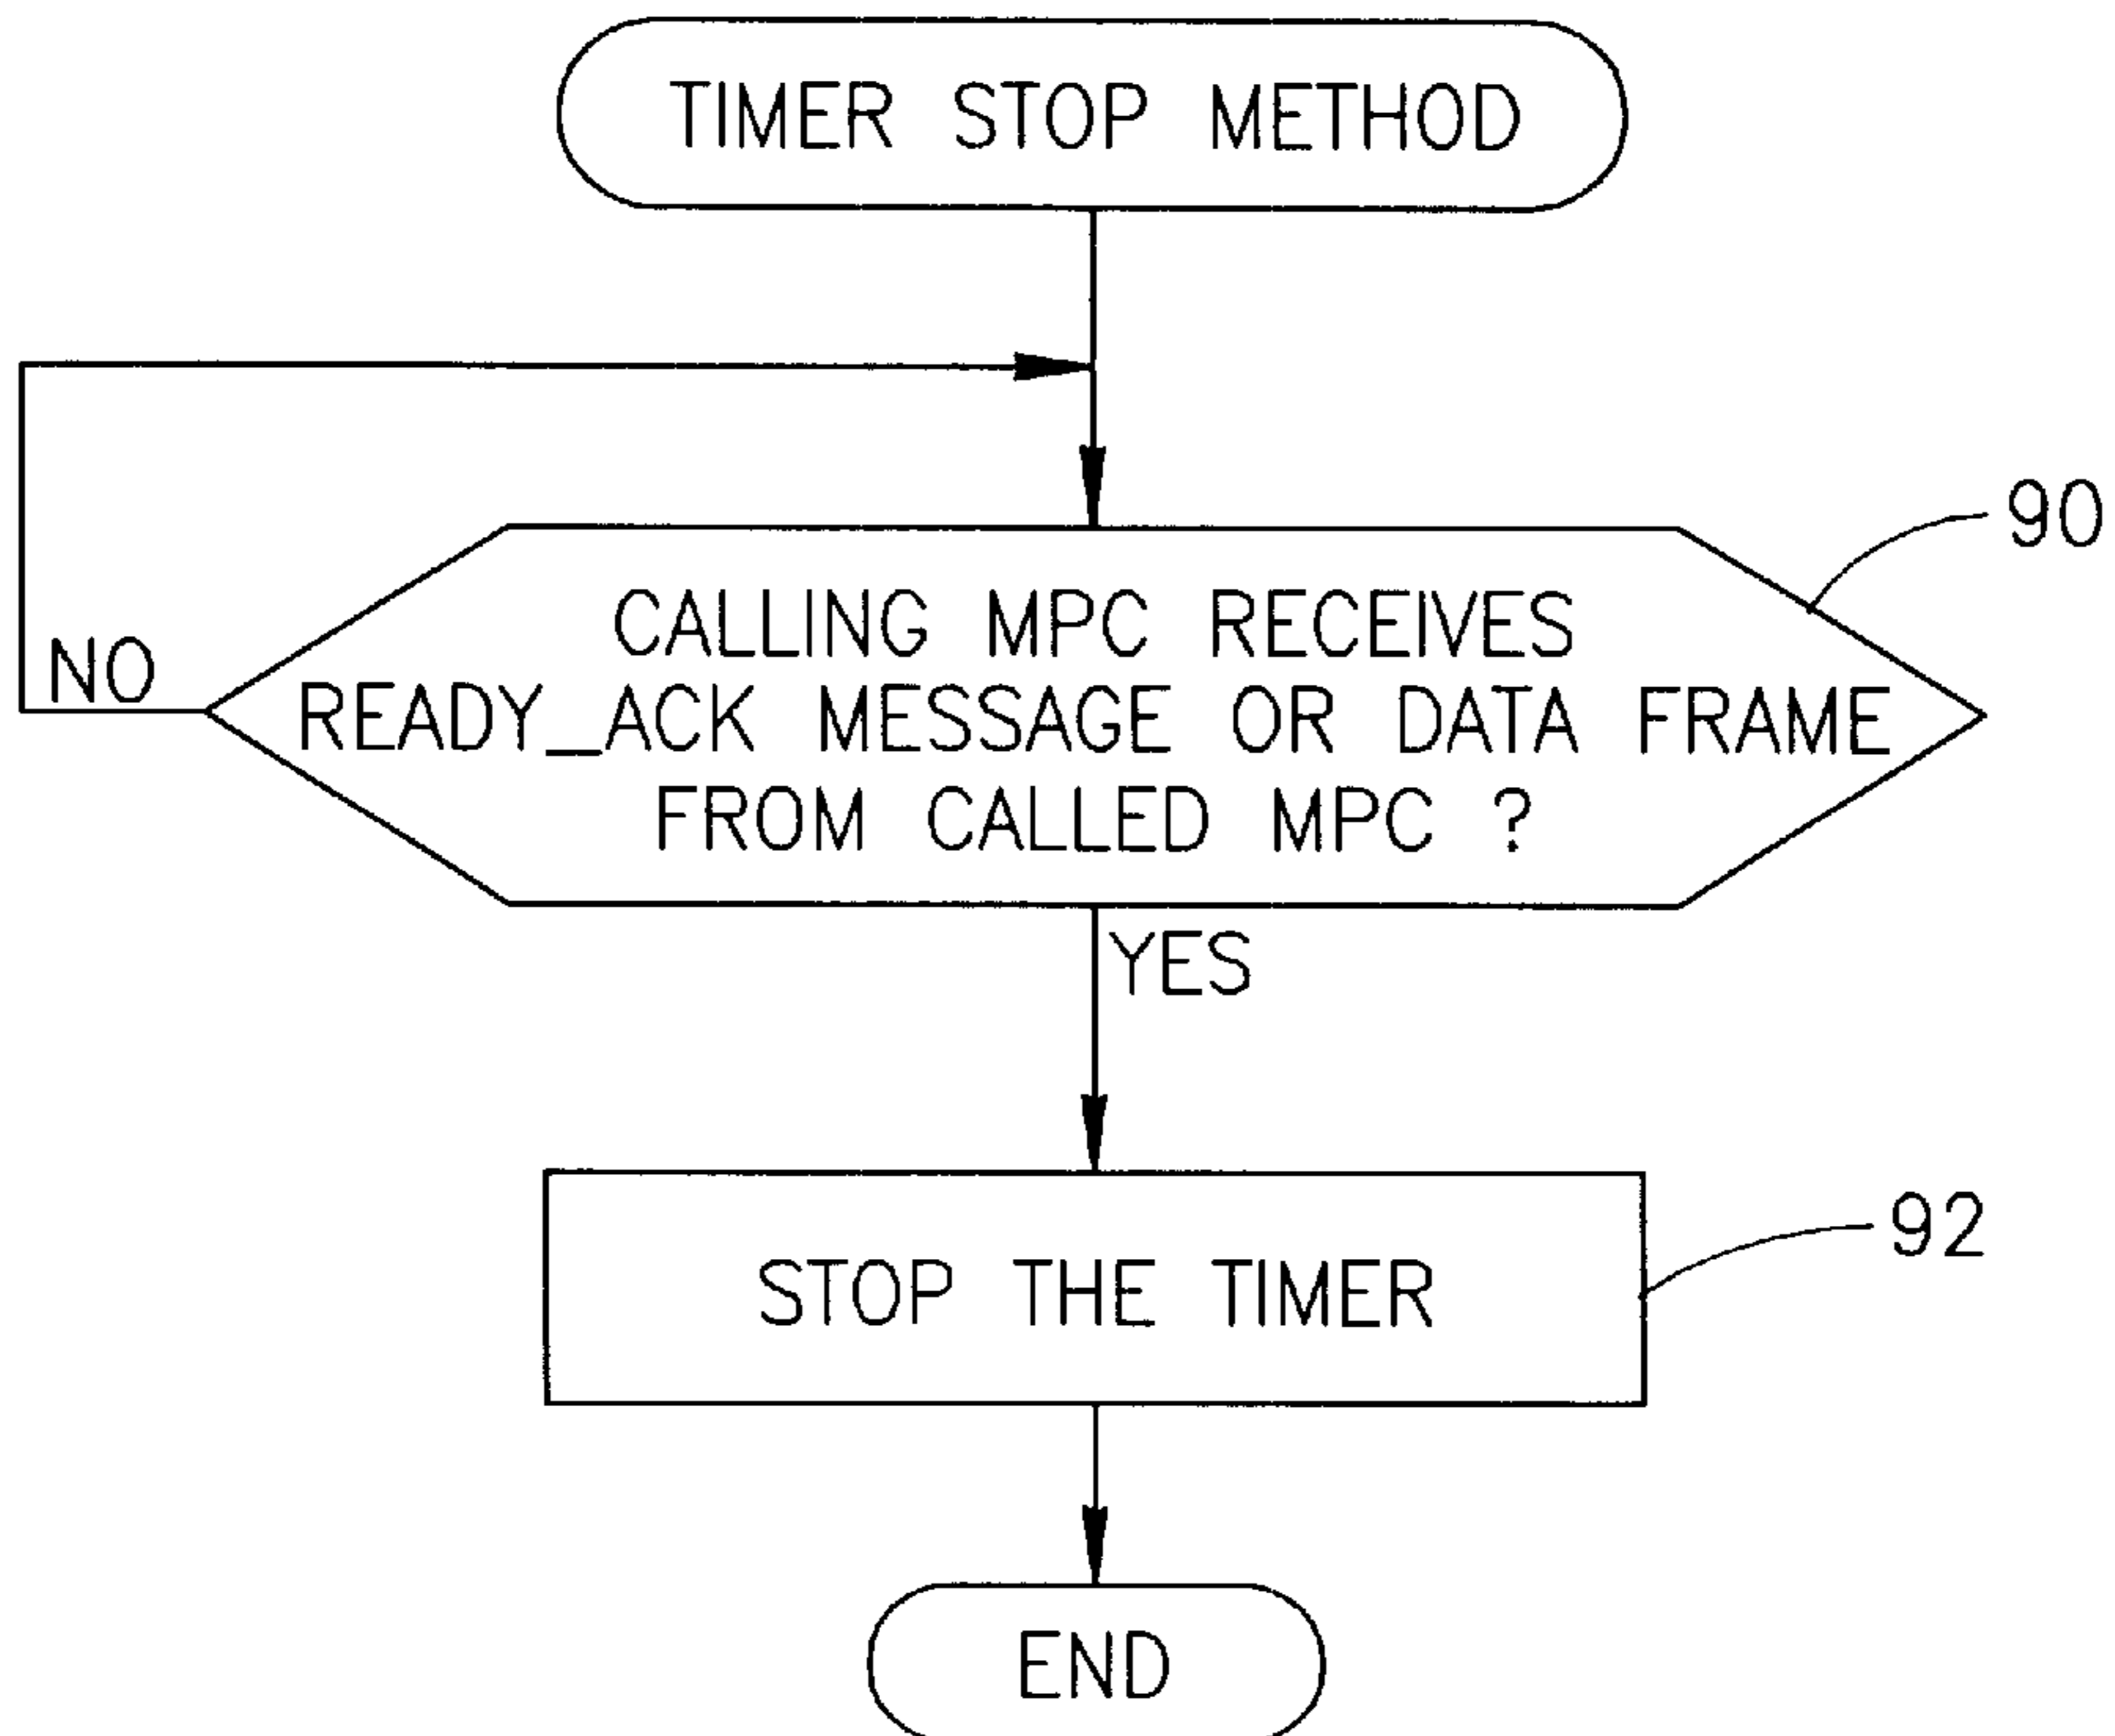 TIMER STOP METHOD
90
CALLING MPC RECEIVES
READY_ACK MESSAGE OR DATA FRAME
FROM CALLED MPC ?
NO
YES
STOP THE TIMER
92
END